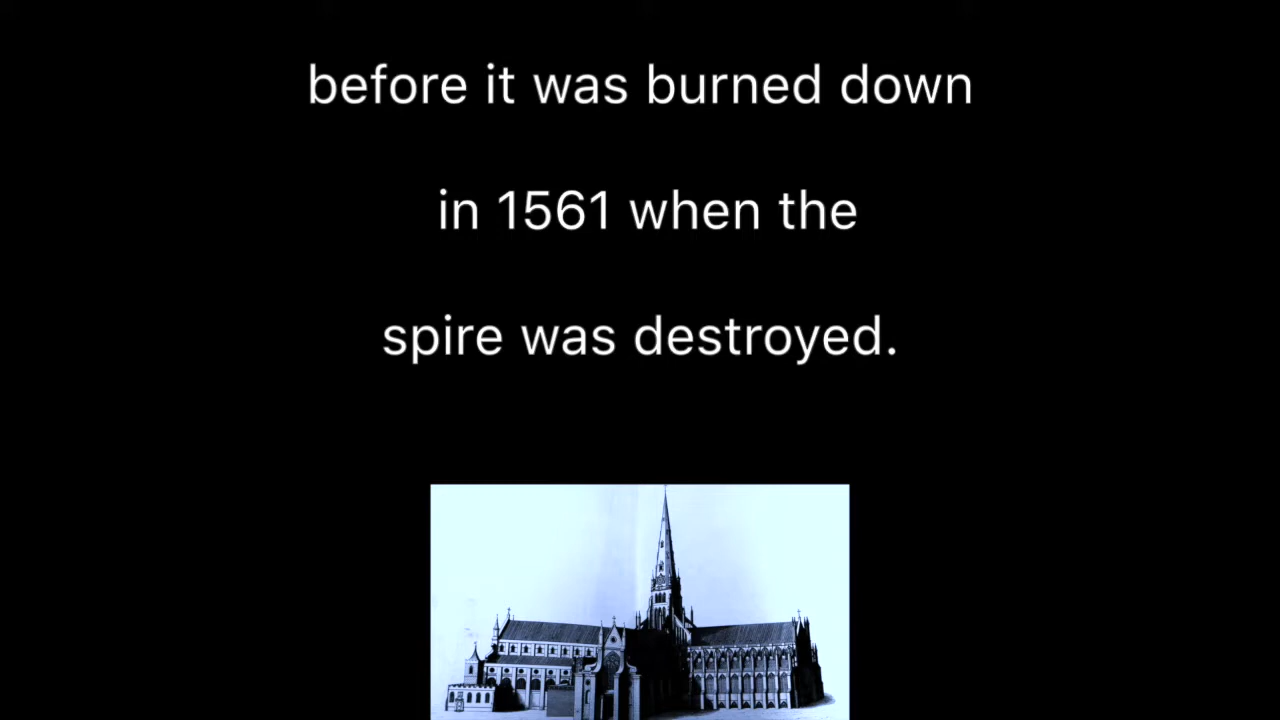 before it was burned down
in 1561 when the
spire was destroyed.